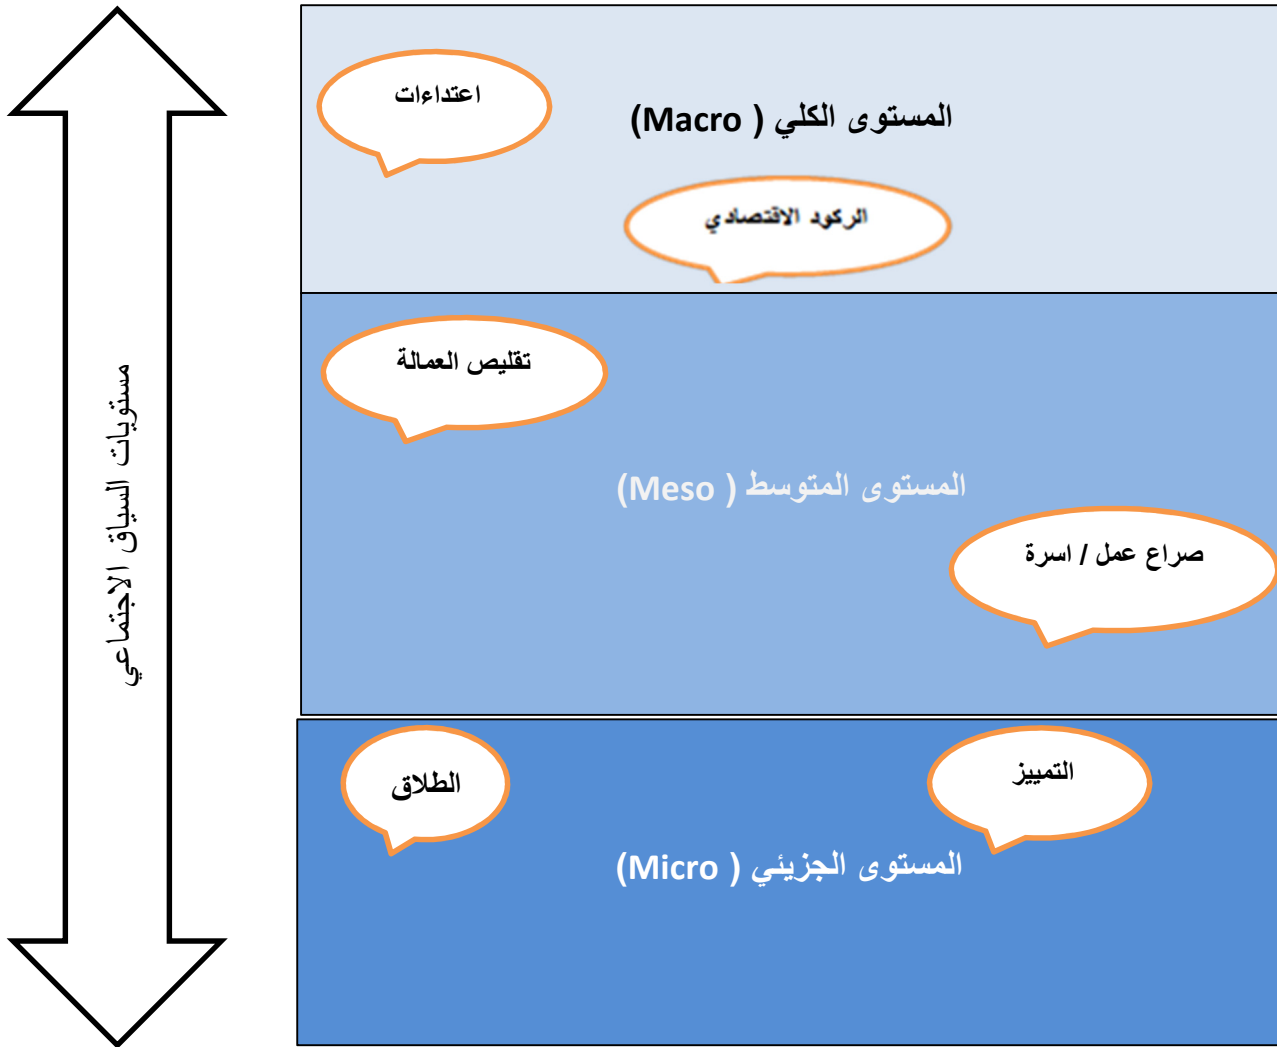 اعتداءات
المستوى الكلي ( Macro)
الركود الاقتصادي
تقليص العمالة
المستوى المتوسط ( Meso)
صراع عمل / اسرة
التمييز
الطلاق
المستوى الجزيئي ( Micro)
مستويات السياق الاجتماعي